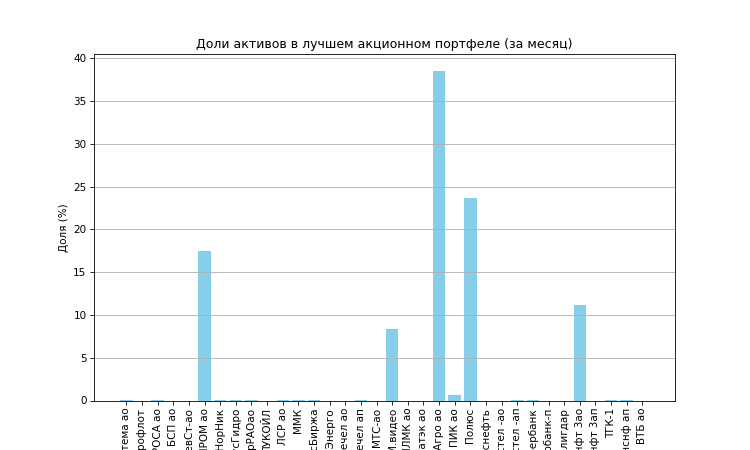 Доли активов в лучшем акционном портфеле (за месяц)
Доля (%)
40
35
30
25
20
15
10
5
0
тема ао
рофлот
РОСА ао
БСП ао
евСт-ао
ПРОМ ао
НорНик
сГидро
рРАОао
ЛУКОЙЛ
ЛСР ао
ММК
сБиржа
Энерго
ечел ао
ечел ап
МТС-ао
М.видео
ЛМК ао
атэк ао
Агро ао
ПИК ао
Полюс
снефть
стел -ао
стел -ап
ербанк
рбанк-п
лигдар
нфт 3ао
нфт 3ап
ТГК-1
нснф ап
ВТБ ао